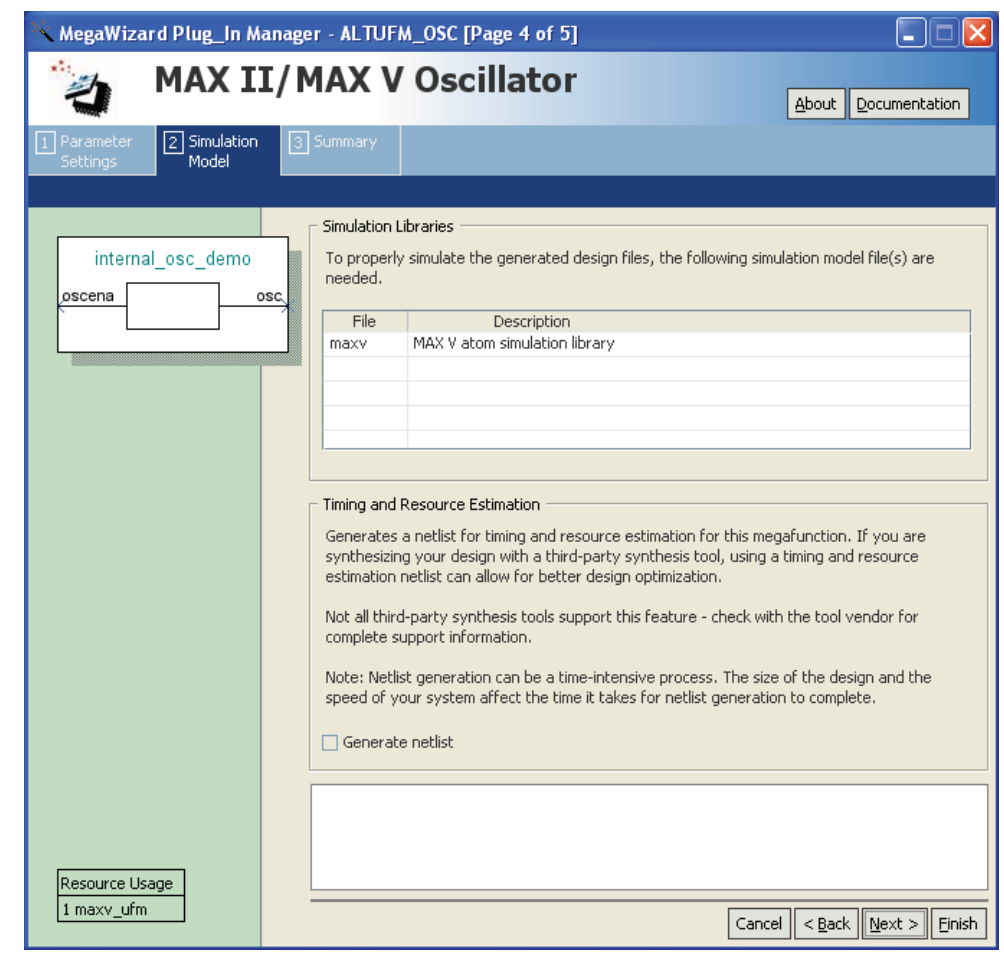 MegaWizard Plug_In Manager - ALTUFM_OSC [Page 4 of 5]
MAX II/MAX V Oscillator
About
Documentation
1 Parameter Settings
2 Simulation Model
3 Summary
internal_osc_demo
oscena
osc
Simulation Libraries
To properly simulate the generated design files, the following simulation model file(s) are
needed.
File Description
maxv MAX V atom simulation library
Timing and Resource Estimation
Generates a netlist for timing and resource estimation for this megafunction. If you are
synthesizing your design with a third-party synthesis tool, using a timing and resource
estimation netlist can allow for better design optimization.
Not all third-party synthesis tools support this feature - check with the tool vendor for
complete support information.
Note: Netlist generation can be a time-intensive process. The size of the design and the
speed of your system affect the time it takes for netlist generation to complete.
Generate netlist
Resource Usage
1 maxv_ufm
Cancel
< Back
Next >
Finish